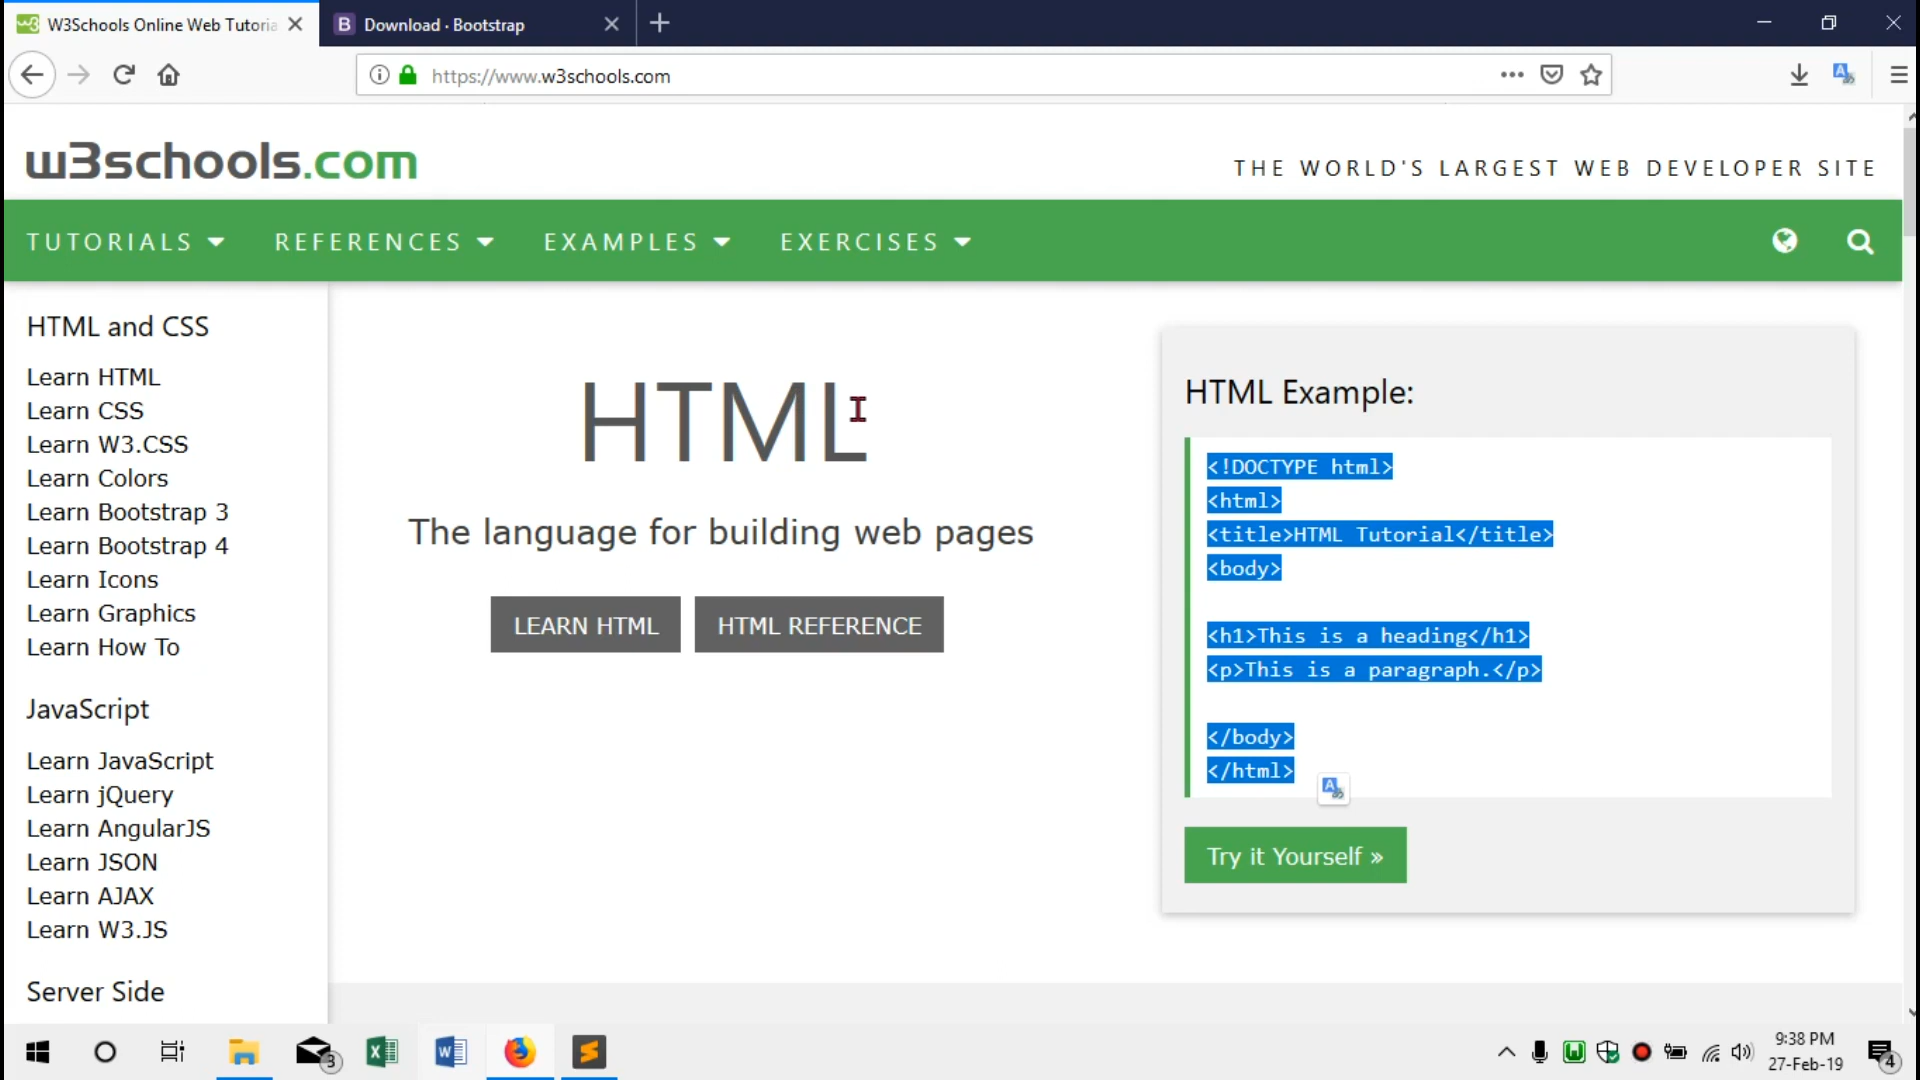 W3Schools Online Web Tutoria
Download · Bootstrap
https://www.w3schools.com
w3schools.com
THE WORLD'S LARGEST WEB DEVELOPER SITE
TUTORIALS
REFERENCES
EXAMPLES
EXERCISES
HTML and CSS
Learn HTML
Learn CSS
Learn W3.CSS
Learn Colors
Learn Bootstrap 3
Learn Bootstrap 4
Learn Icons
Learn Graphics
Learn How To
JavaScript
Learn JavaScript
Learn jQuery
Learn AngularJS
Learn JSON
Learn AJAX
Learn W3.JS
Server Side
HTML
The language for building web pages
LEARN HTML
HTML REFERENCE
HTML Example:
<!DOCTYPE html>
<html>
<title>HTML Tutorial</title>
<body>
<h1>This is a heading</h1>
<p>This is a paragraph.</p>
</body>
</html>
Try it Yourself »
3
9:38 PM
27-Feb-19
4